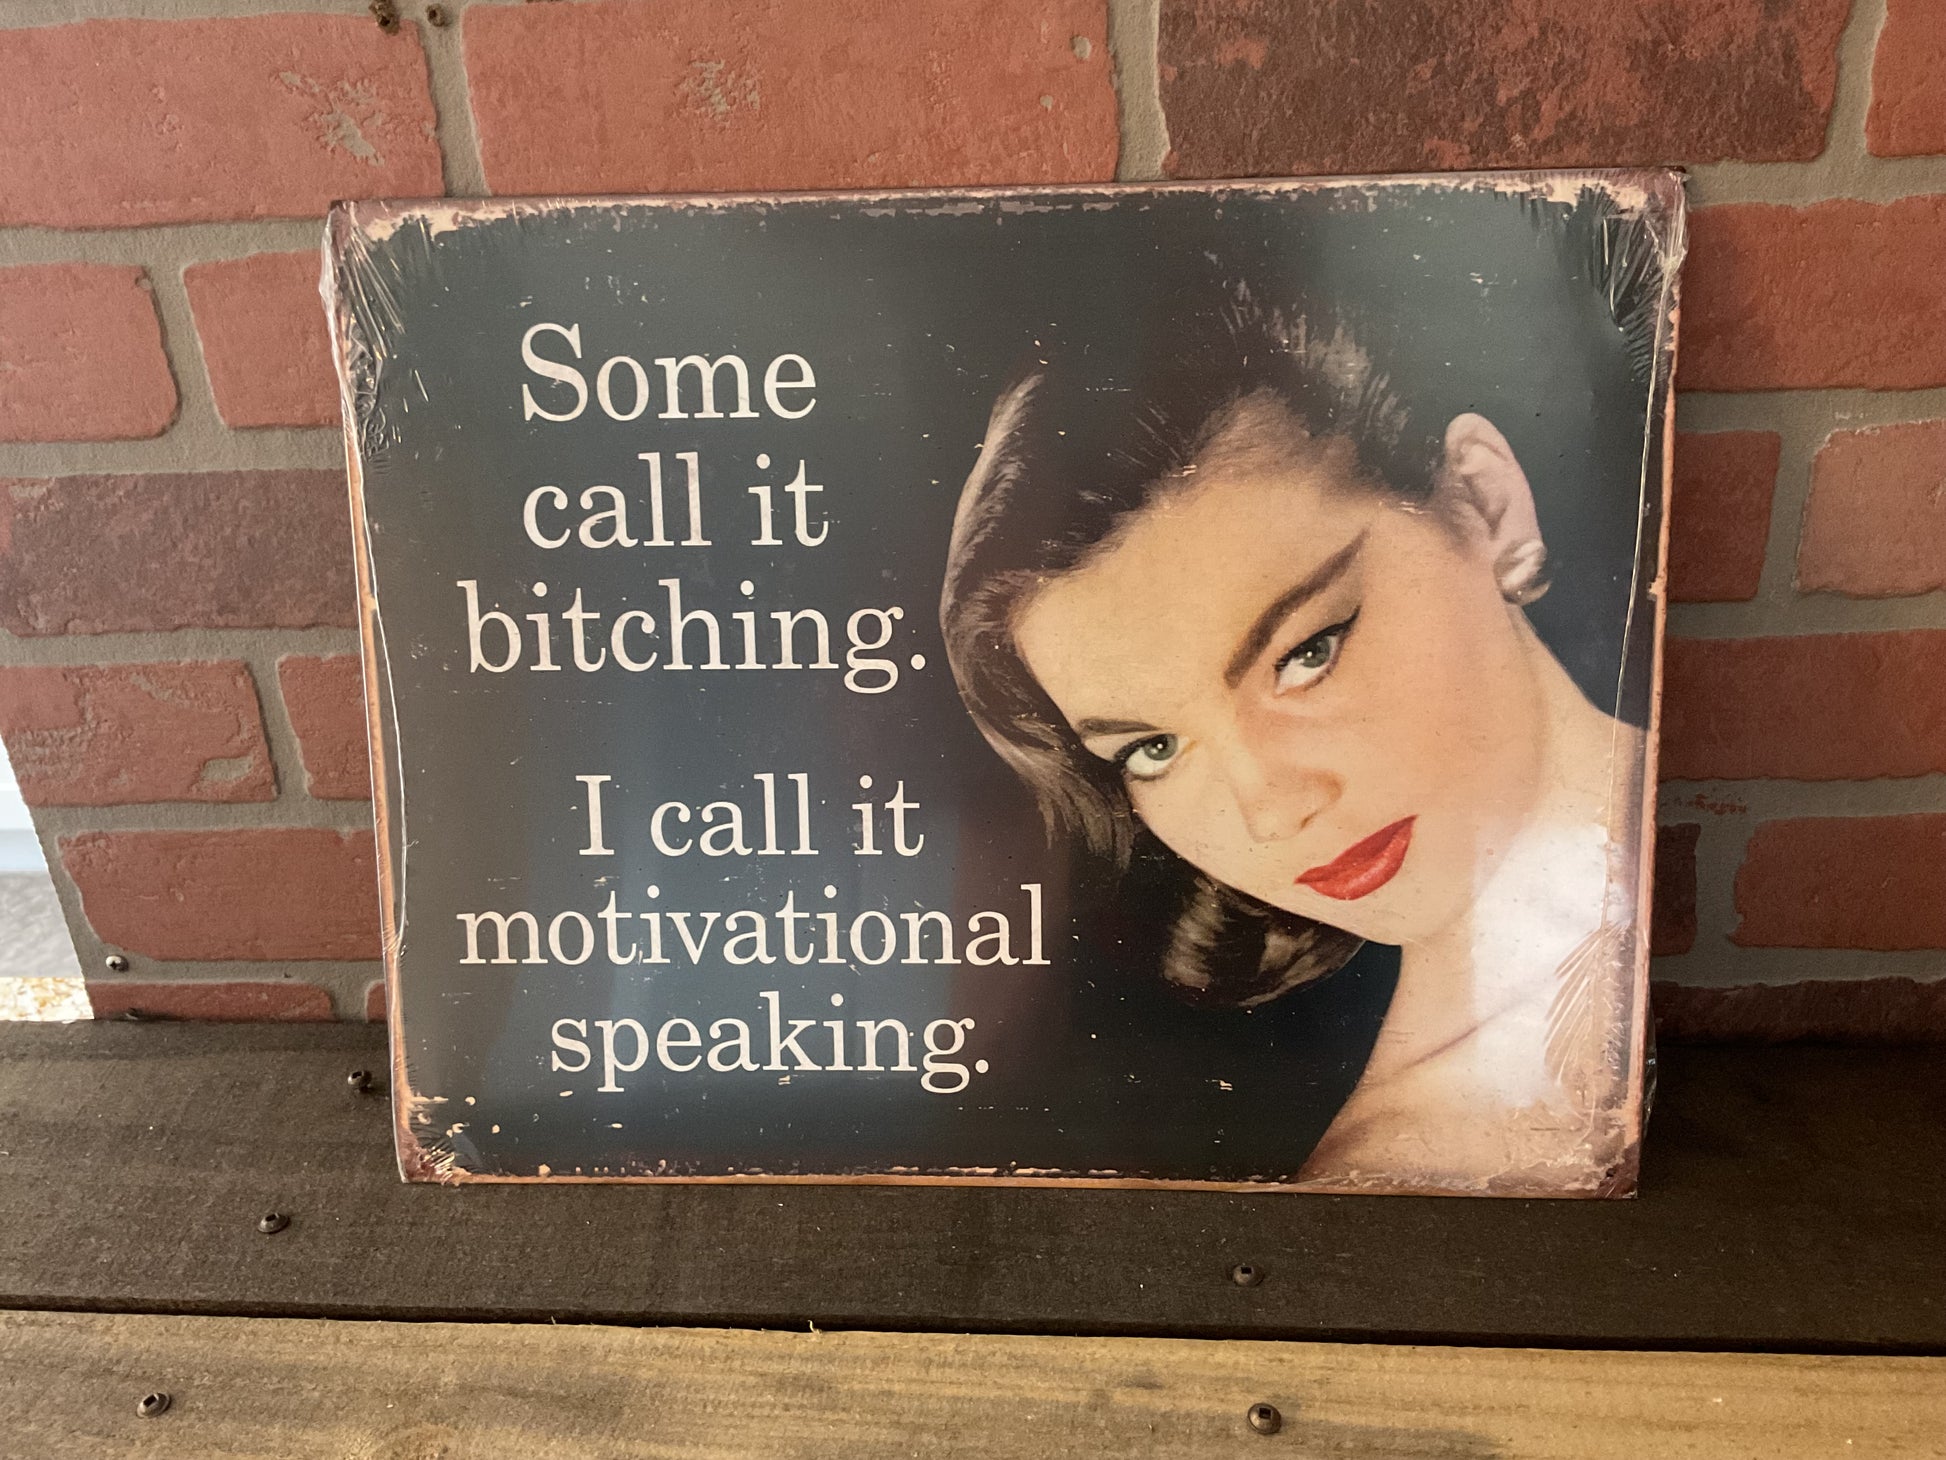 Some
call it
bitching.
I call it
motivational
speaking.